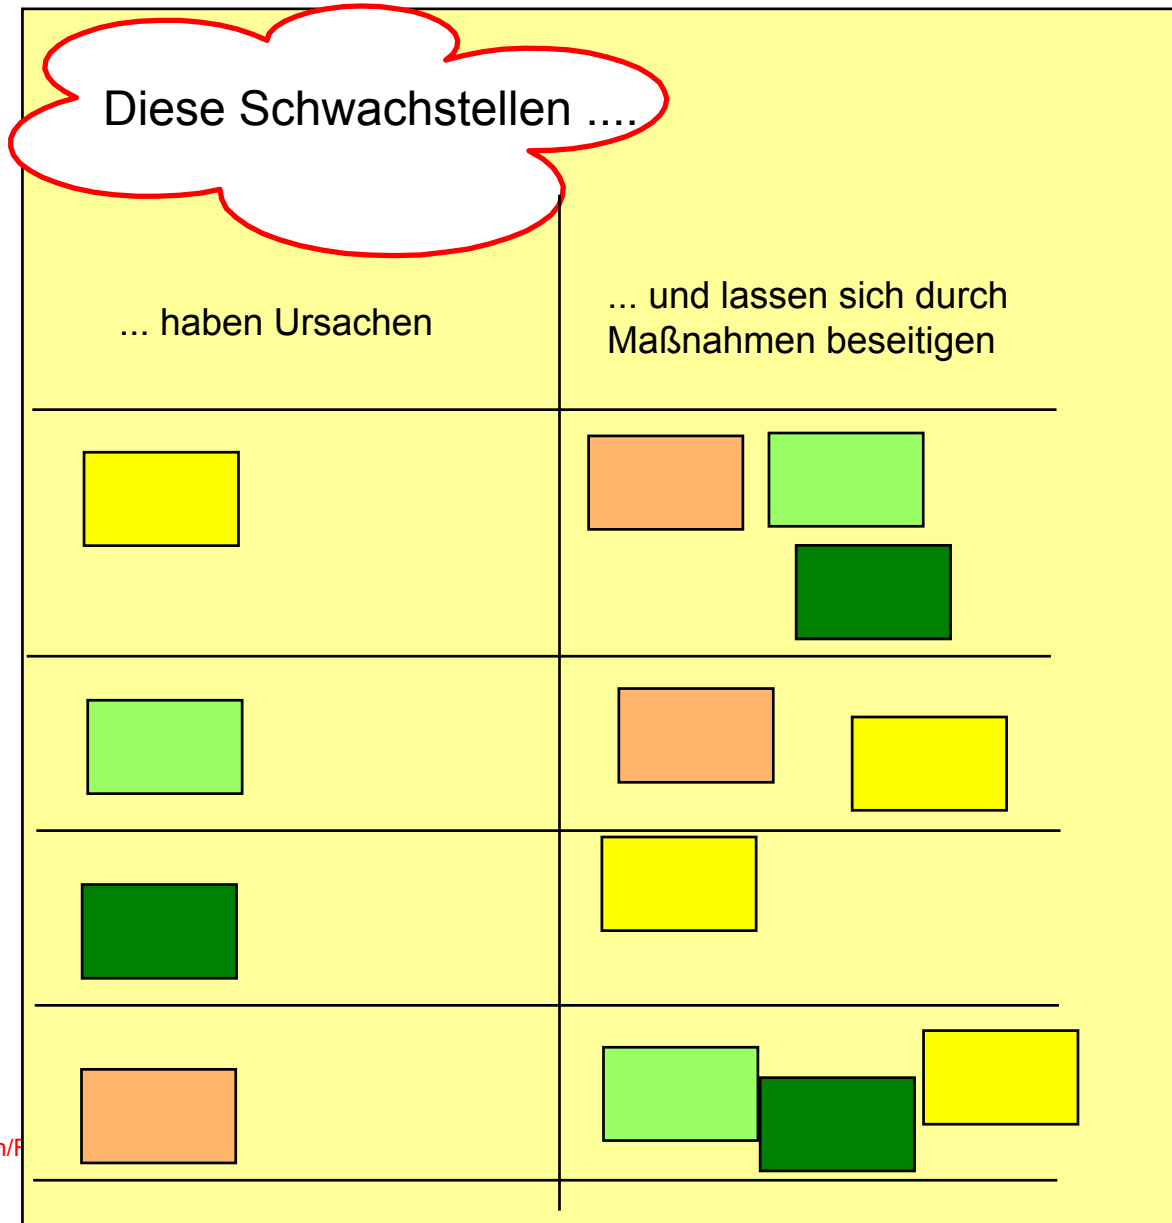 Diese Schwachstellen ....
... haben Ursachen
... und lassen sich durch
Maßnahmen beseitigen